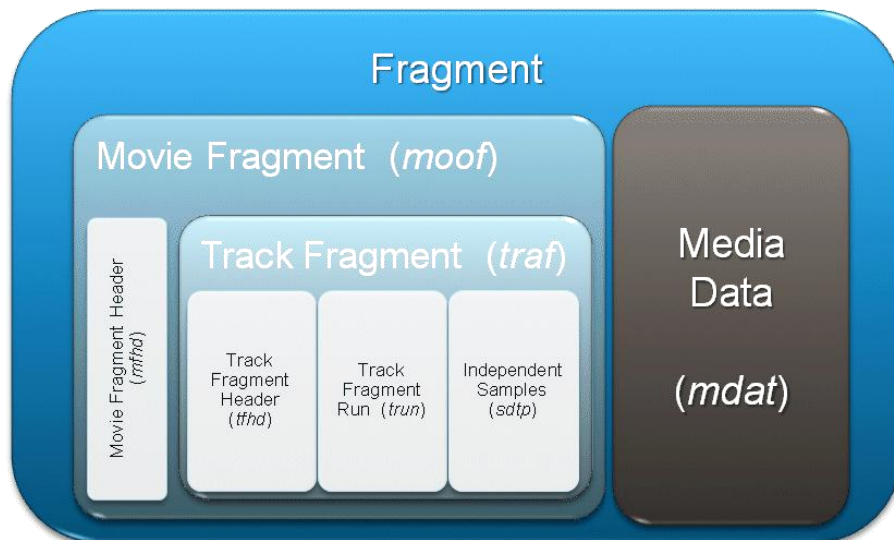 Fragment
Movie Fragment (moof)
Movie Fragment Header
(mfhd)
Track Fragment (traf)
Track
Fragment
Header
(tfhd)
Track
Fragment
Run (trun)
Independent
Samples
(sdtp)
Media
Data
(mdat)